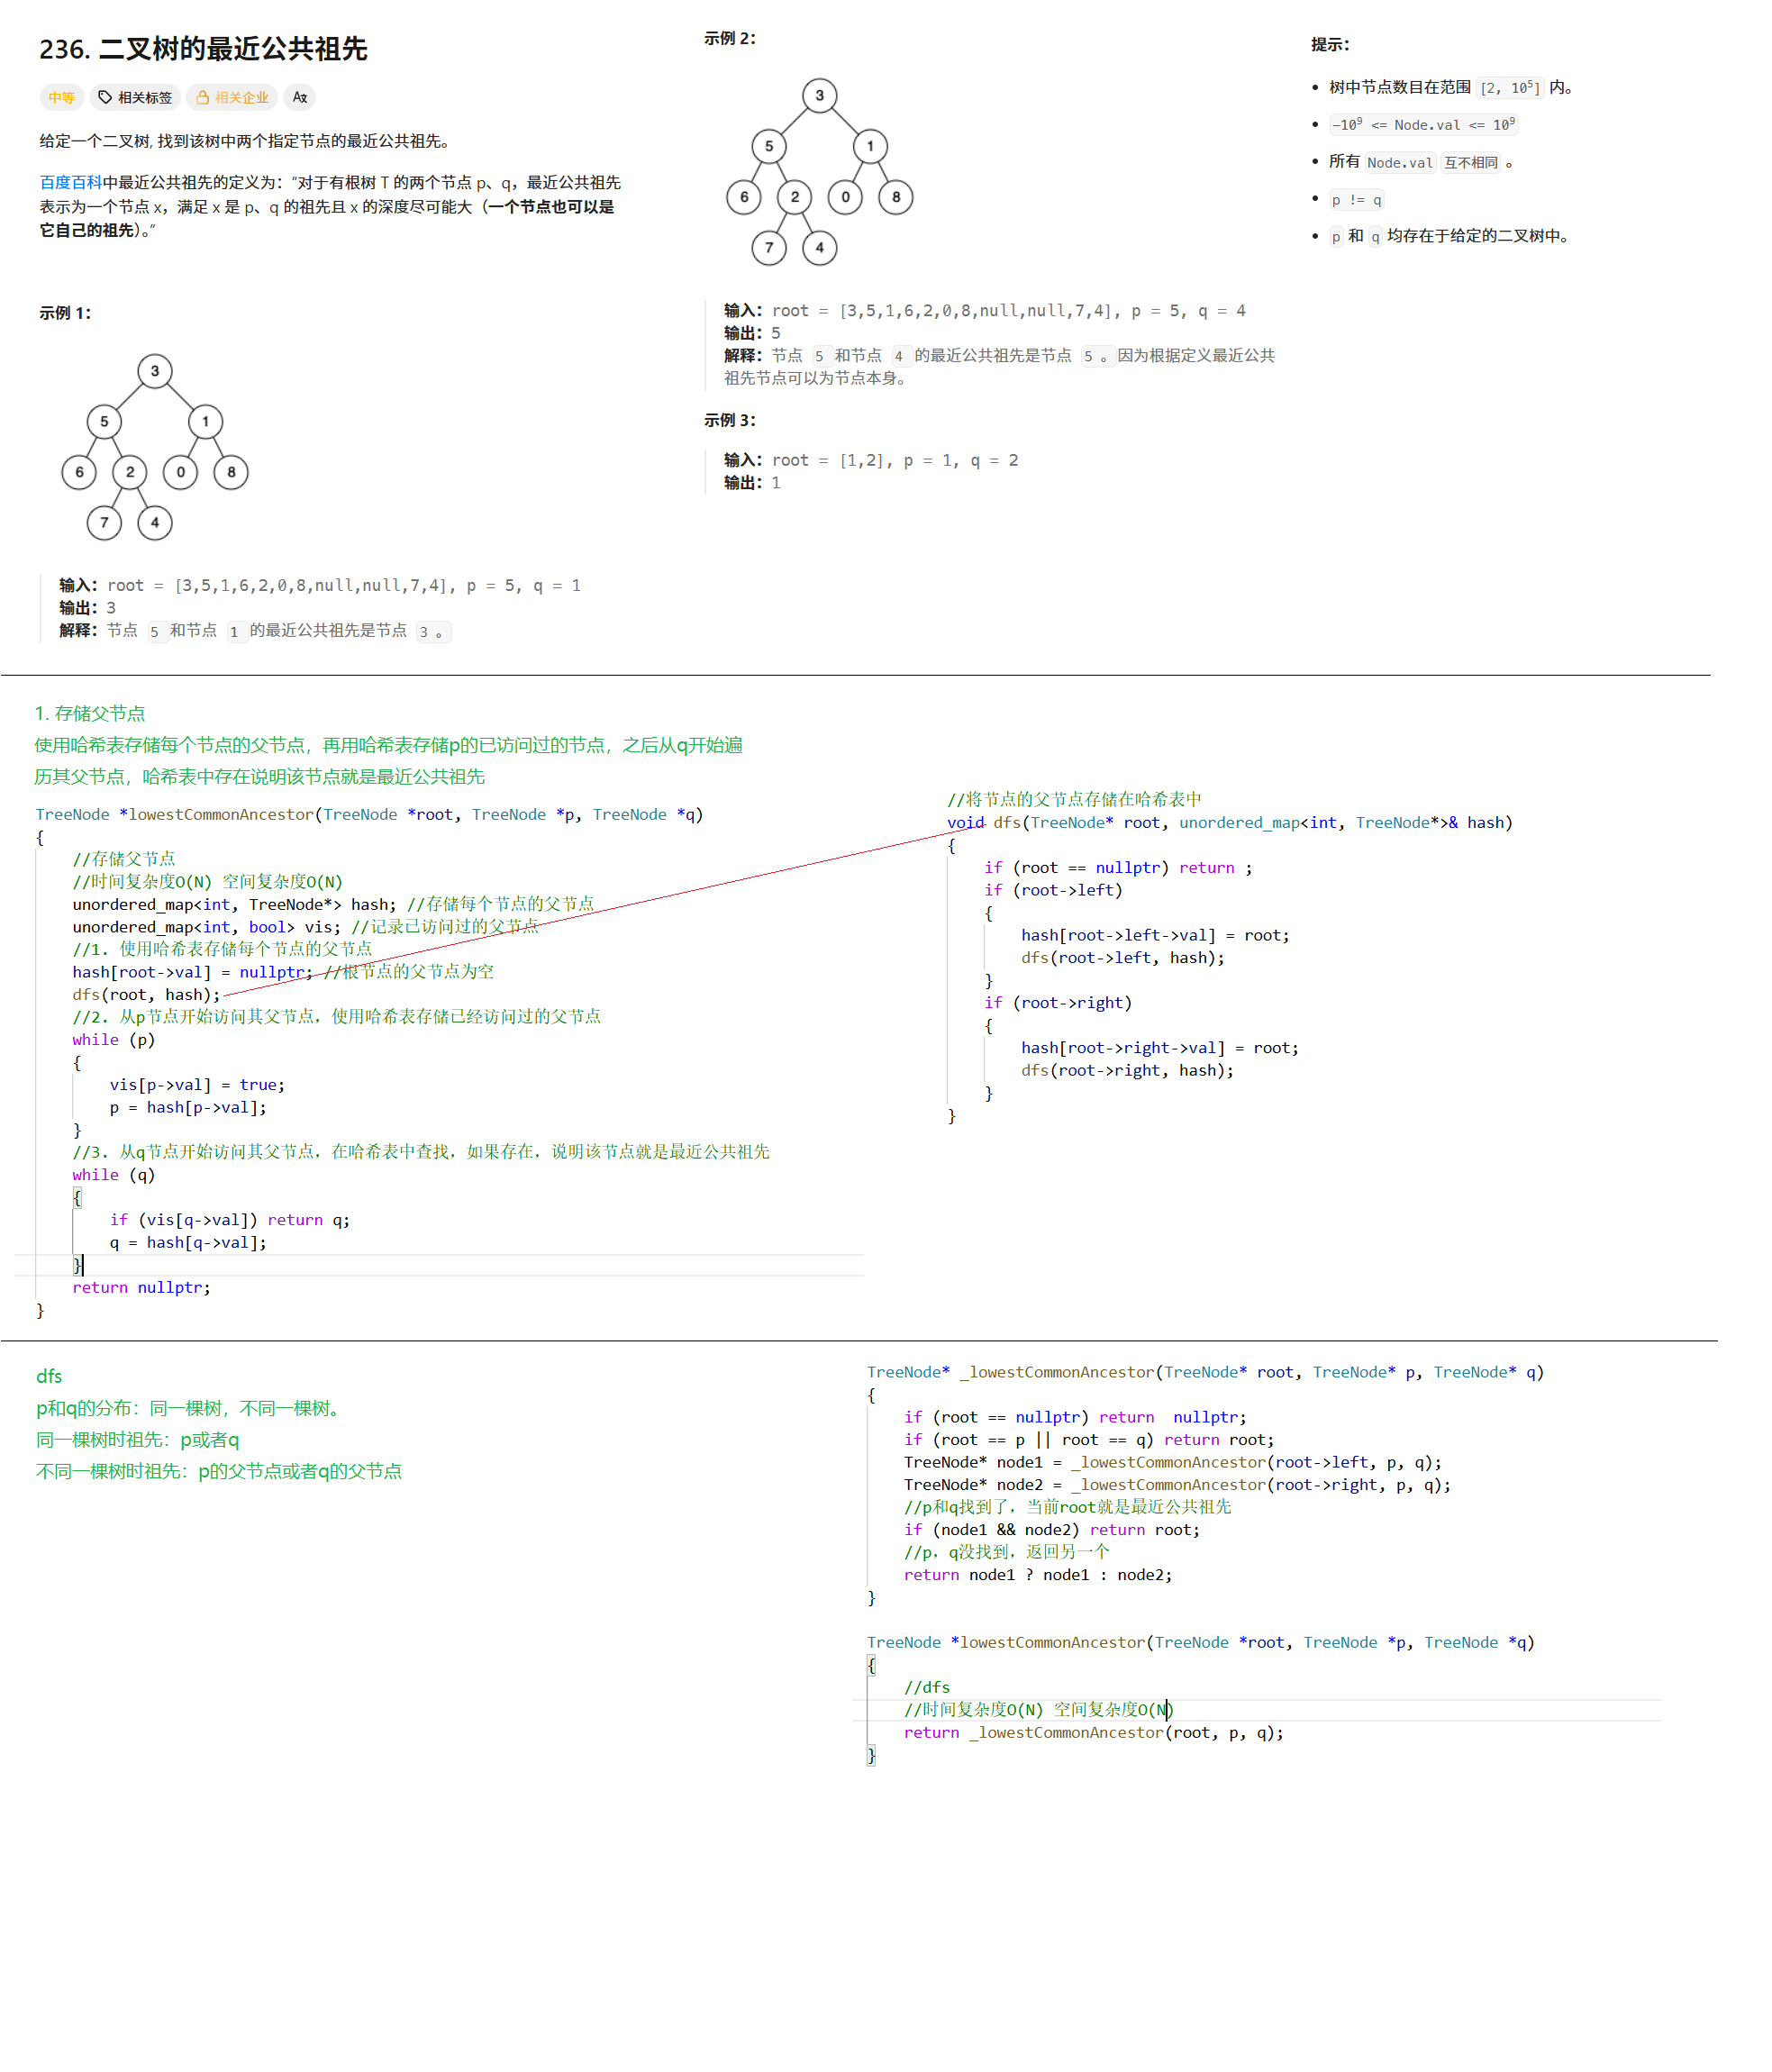 236. 二叉树的最近公共祖先
中等 相关标签 相关企业 Ax
给定一个二叉树, 找到该树中两个指定节点的最近公共祖先。
百度百科中最近公共祖先的定义为：“对于有根树 T 的两个节点 p、q，最近公共祖先
表示为一个节点 x，满足 x 是 p、q 的祖先且 x 的深度尽可能大（一个节点也可以是
它自己的祖先）。”
示例 1：
3
5 1
6 2 0 8
7 4
输入：root = [3,5,1,6,2,0,8,null,null,7,4], p = 5, q = 1
输出：3
解释：节点 5 和节点 1 的最近公共祖先是节点 3 。
示例 2：
3
5 1
6 2 0 8
7 4
输入：root = [3,5,1,6,2,0,8,null,null,7,4], p = 5, q = 4
输出：5
解释：节点 5 和节点 4 的最近公共祖先是节点 5 。因为根据定义最近公共
祖先节点可以为节点本身。
示例 3：
输入：root = [1,2], p = 1, q = 2
输出：1
提示：
• 树中节点数目在范围 [2, 10⁵] 内。
• -10⁹ <= Node.val <= 10⁹
• 所有 Node.val 互不相同 。
• p != q
• p 和 q 均存在于给定的二叉树中。
1. 存储父节点
使用哈希表存储每个节点的父节点，再用哈希表存储p的已访问过的节点，之后从q开始遍
历其父节点，哈希表中存在说明该节点就是最近公共祖先
TreeNode *lowestCommonAncestor(TreeNode *root, TreeNode *p, TreeNode *q)
{
//存储父节点
//时间复杂度O(N) 空间复杂度O(N)
unordered_map<int, TreeNode*> hash; //存储每个节点的父节点
unordered_map<int, bool> vis; //记录已访问过的父节点
//1. 使用哈希表存储每个节点的父节点
hash[root->val] = nullptr; //根节点的父节点为空
dfs(root, hash);
//2. 从p节点开始访问其父节点，使用哈希表存储已经访问过的父节点
while (p)
{
vis[p->val] = true;
p = hash[p->val];
}
//3. 从q节点开始访问其父节点，在哈希表中查找，如果存在，说明该节点就是最近公共祖先
while (q)
{
if (vis[q->val]) return q;
q = hash[q->val];
}
return nullptr;
}
//将节点的父节点存储在哈希表中
void dfs(TreeNode* root, unordered_map<int, TreeNode*>& hash)
{
if (root == nullptr) return ;
if (root->left)
{
hash[root->left->val] = root;
dfs(root->left, hash);
}
if (root->right)
{
hash[root->right->val] = root;
dfs(root->right, hash);
}
}
dfs
p和q的分布：同一棵树，不同一棵树。
同一棵树时祖先：p或者q
不同一棵树时祖先：p的父节点或者q的父节点
TreeNode* _lowestCommonAncestor(TreeNode* root, TreeNode* p, TreeNode* q)
{
if (root == nullptr) return  nullptr;
if (root == p || root == q) return root;
TreeNode* node1 = _lowestCommonAncestor(root->left, p, q);
TreeNode* node2 = _lowestCommonAncestor(root->right, p, q);
//p和q找到了，当前root就是最近公共祖先
if (node1 && node2) return root;
//p，q没找到，返回另一个
return node1 ? node1 : node2;
}
TreeNode *lowestCommonAncestor(TreeNode *root, TreeNode *p, TreeNode *q)
{
//dfs
//时间复杂度O(N) 空间复杂度O(N)
return _lowestCommonAncestor(root, p, q);
}